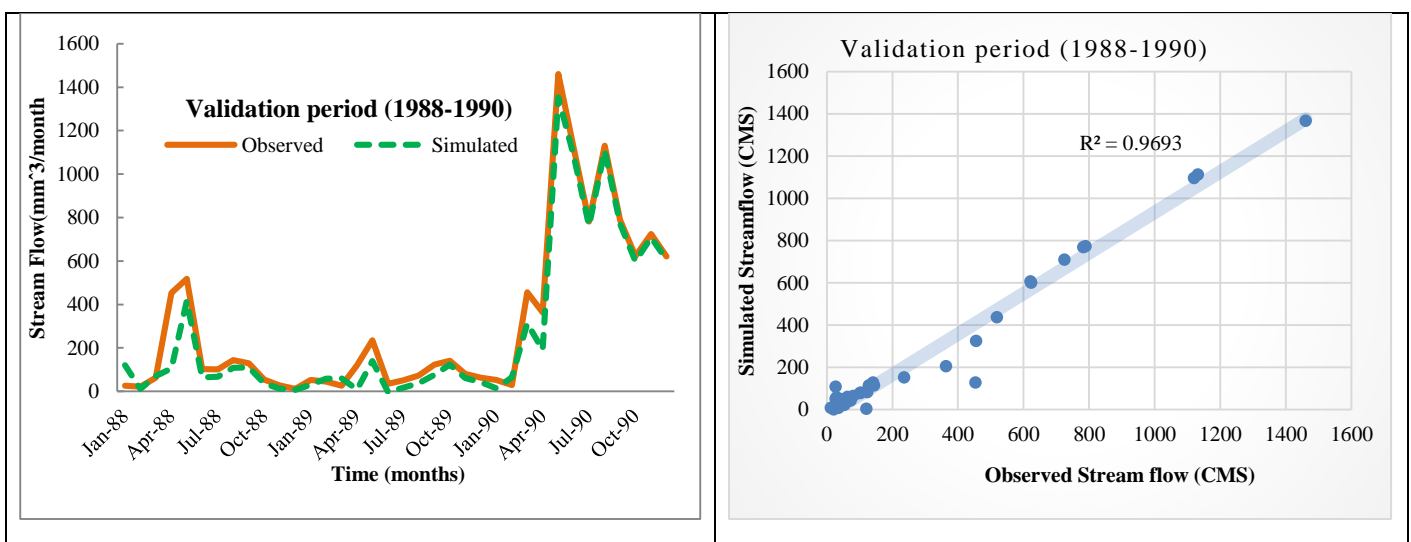 Stream Flow(mm^3/month
1600
1400
1200
1000
800
600
400
200
0
Validation period (1988-1990)
Observed Simulated
Jan-88 Apr-88 Jul-88 Oct-88 Jan-89 Apr-89 Jul-89 Oct-89 Jan-90 Apr-90 Jul-90 Oct-90
Time (months)
Validation period (1988-1990)
Simulated Streamflow (CMS)
1600
1400
1200
1000
800
600
400
200
0
R² = 0.9693
0 200 400 600 800 1000 1200 1400 1600
Observed Stream flow (CMS)